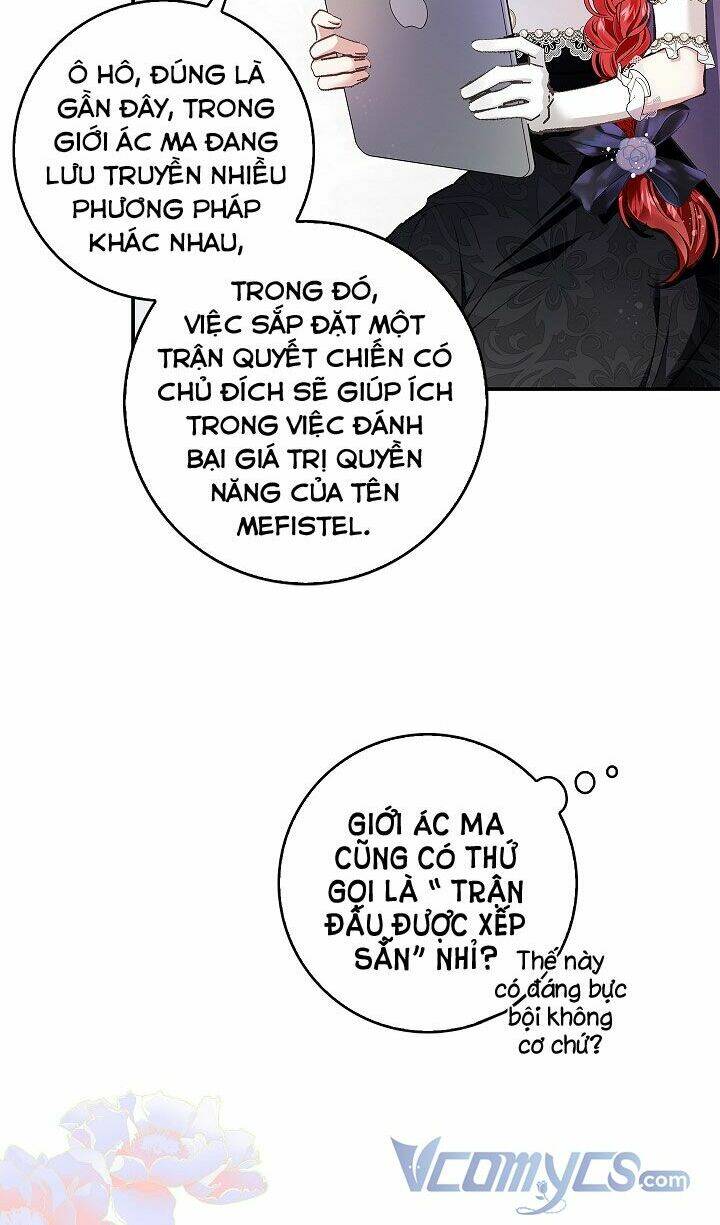 Ô HÔ, ĐÚNG LÀ
GẦN ĐÂY, TRONG
GIỚI ÁC MA ĐANG
LƯU TRUYỀN NHIỀU
PHƯƠNG PHÁP
KHÁC NHAU,
TRONG ĐÓ,
VIỆC SẮP ĐẶT MỘT
TRẬN QUYẾT CHIẾN CÓ
CHỦ ĐÍCH SẼ GIÚP ÍCH
TRONG VIỆC ĐÁNH
BẠI GIÁ TRỊ QUYỀN
NĂNG CỦA TÊN
MEFISTEL.
GIỚI ÁC MA
CŨNG CÓ THỨ
GỌI LÀ “ TRẬN
ĐẤU ĐƯỢC XẾP
SẴN” NHỈ?
Thế này
có đáng bực
bội không
cơ chứ?
VCOMYCS.com